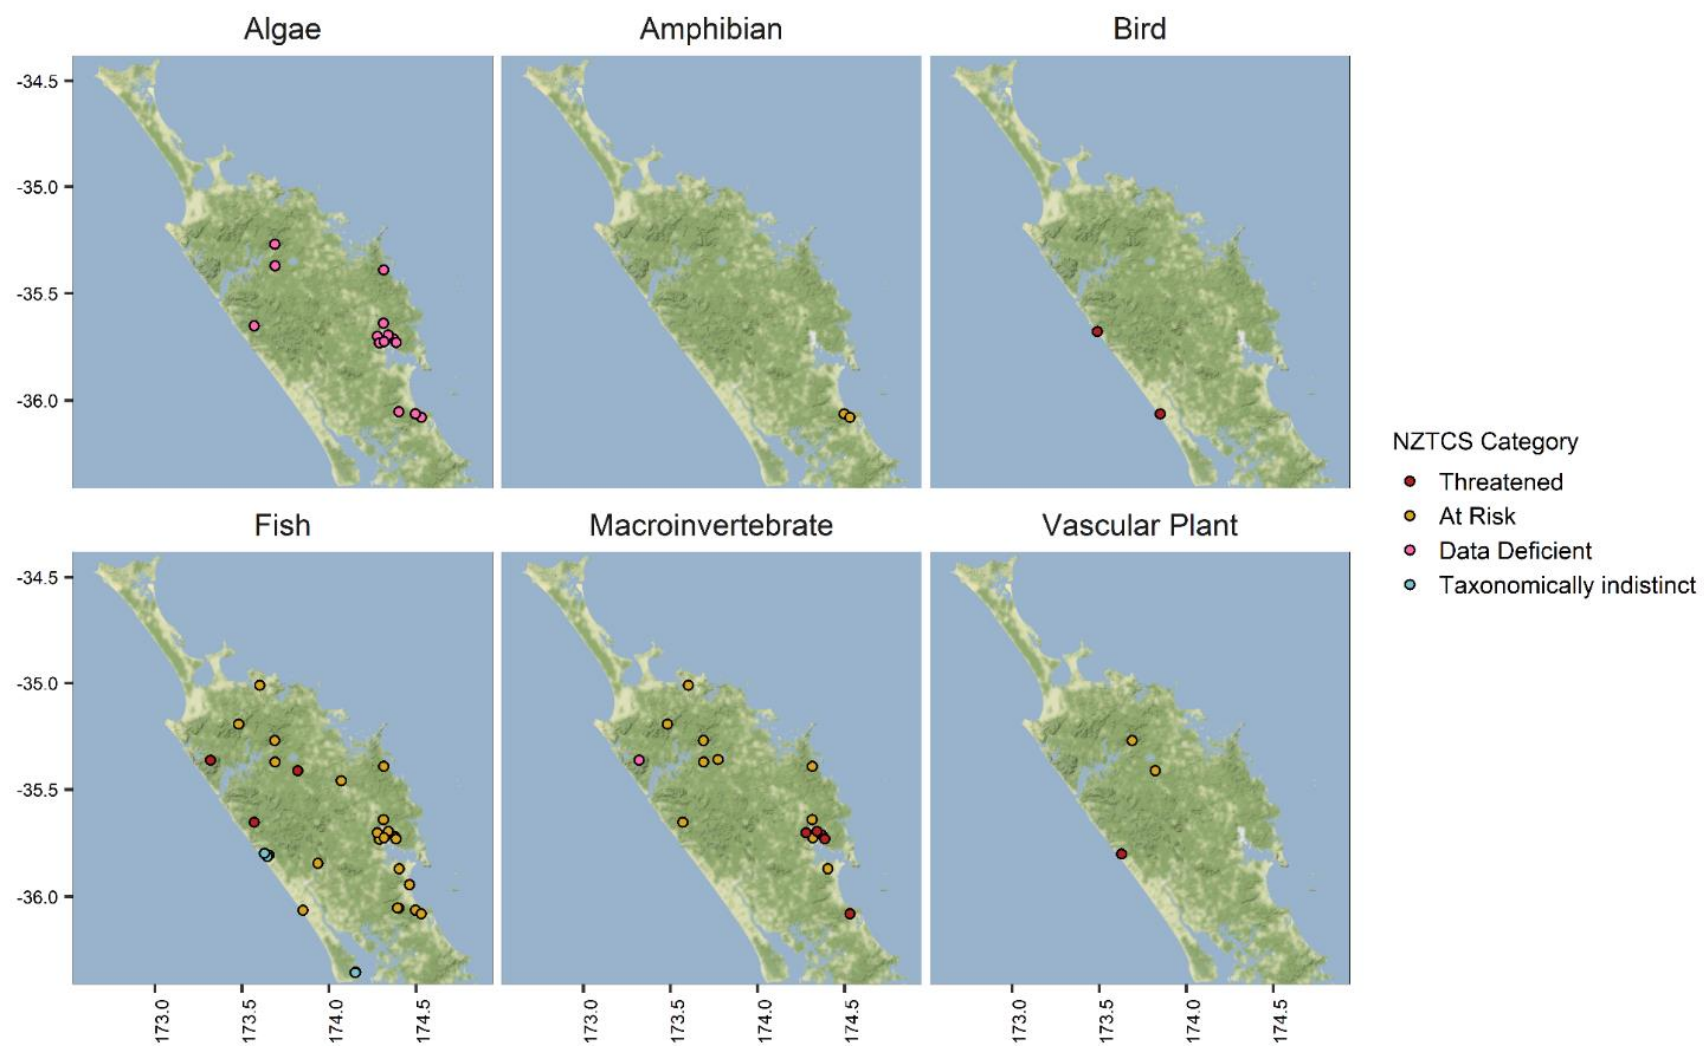 Algae
Amphibian
Bird
-34.5
-35.0
-35.5
-36.0
Fish
Macroinvertebrate
Vascular Plant
-34.5
-35.0
-35.5
-36.0
173.0
173.5
174.0
174.5
173.0
173.5
174.0
174.5
173.0
173.5
174.0
174.5
NZTCS Category
Threatened
At Risk
Data Deficient
Taxonomically indistinct